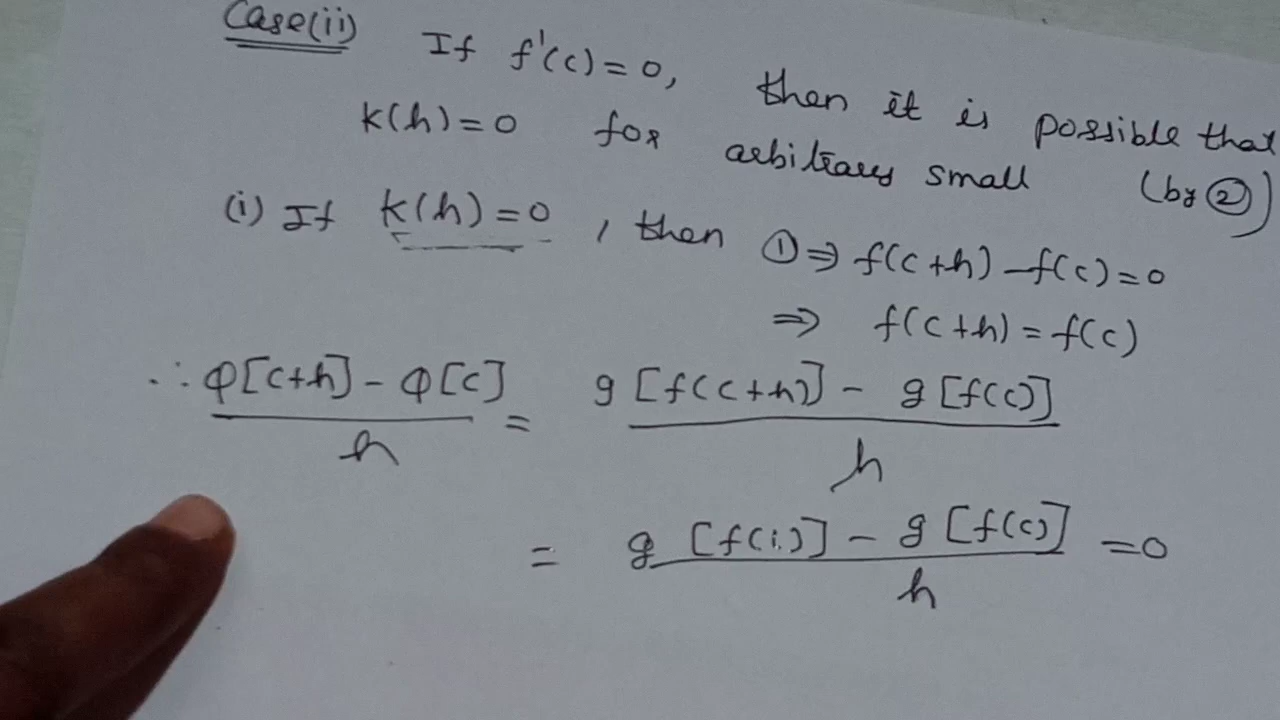 Case(ii) If f'(c)=0, then it is possible that
k(h)=0 for arbitrary small (by ②)
(i) If k(h)=0, then ①⇒ f(c+h)-f(c)=0
⇒ f(c+h)=f(c)
∴ φ[c+h]-φ[c] / h = g[f(c+h)] - g[f(c)] / h
= g[f(c)] - g[f(c)] / h =0